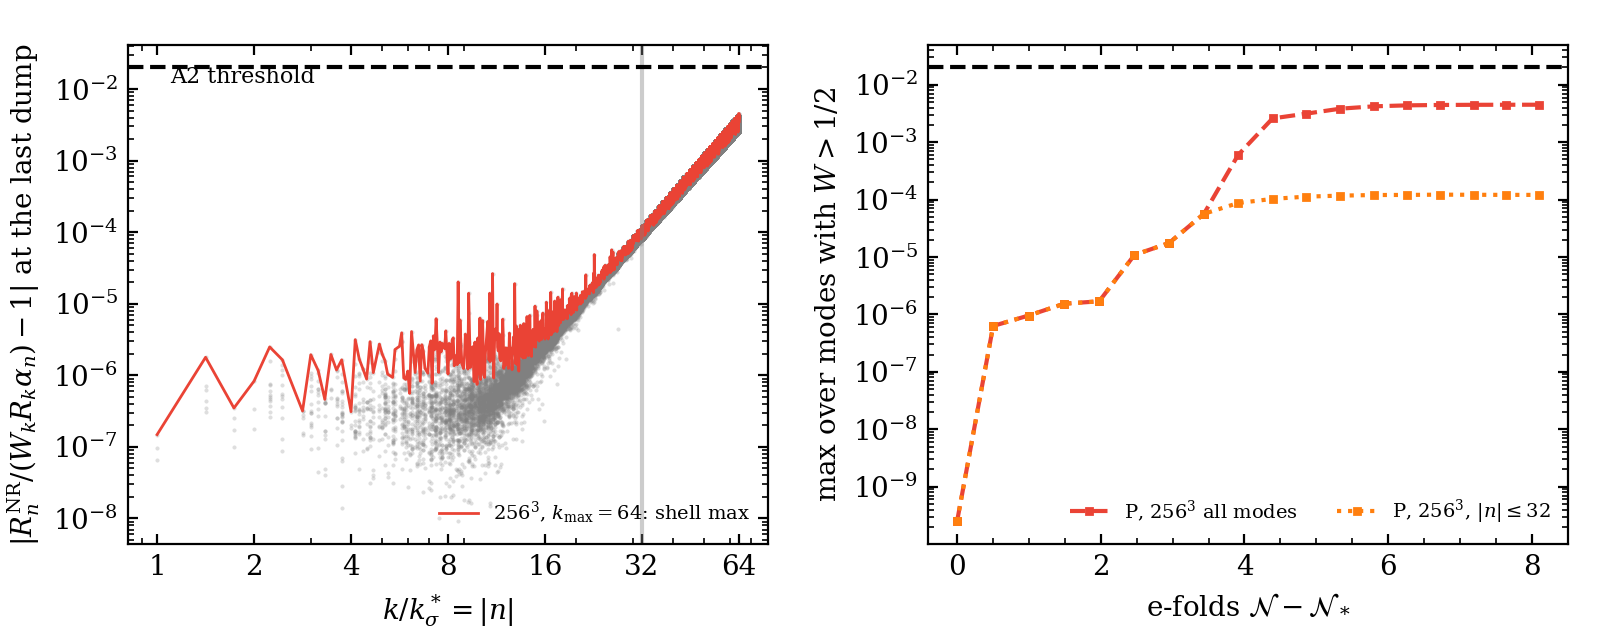 |R_n^NR/(W_k R_k α_n) − 1| at the last dump
10^−2
10^−3
10^−4
10^−5
10^−6
10^−7
10^−8
A2 threshold
256^3, k_max = 64: shell max
1 2 4 8 16 32 64
k/k_σ^* = |n|
max over modes with W > 1/2
10^−2
10^−3
10^−4
10^−5
10^−6
10^−7
10^−8
10^−9
P, 256^3 all modes
P, 256^3, |n| ≤ 32
0 2 4 6 8
e-folds 𝒩 − 𝒩_*